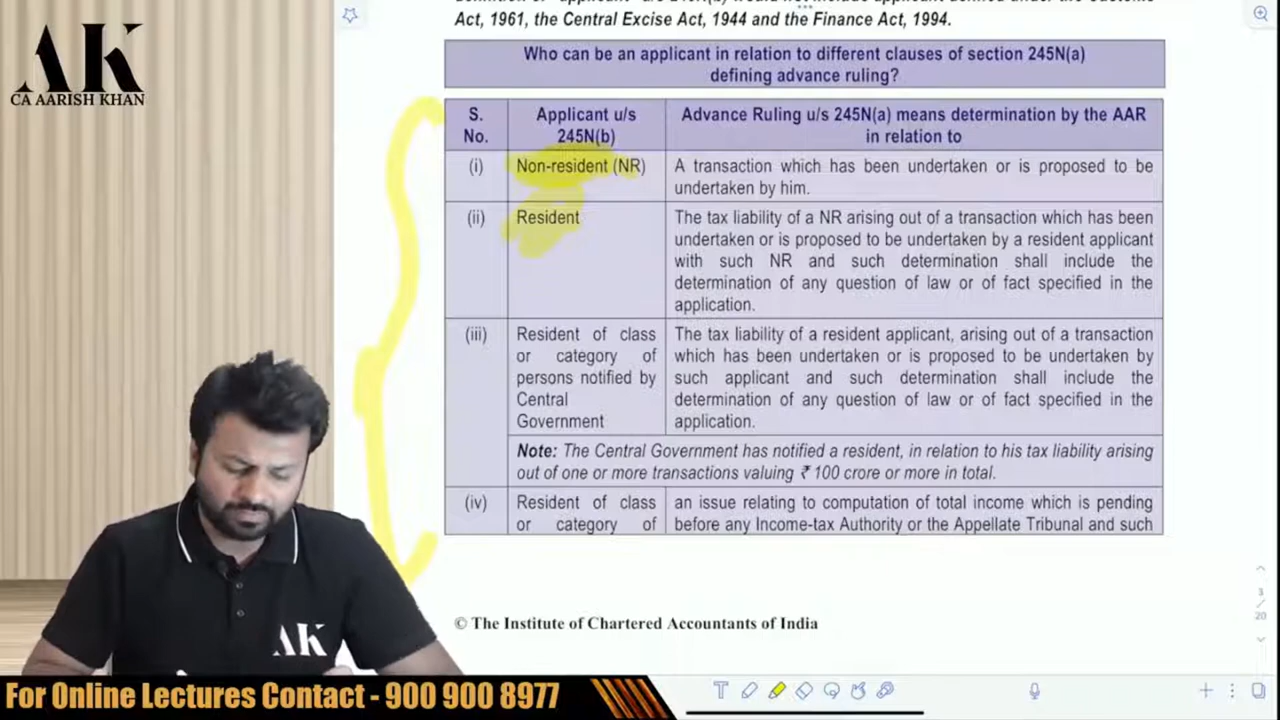 AK
CA AARISH KHAN
Act, 1961, the Central Excise Act, 1944 and the Finance Act, 1994.
Who can be an applicant in relation to different clauses of section 245N(a)
defining advance ruling?
S.
No.
Applicant u/s
245N(b)
Advance Ruling u/s 245N(a) means determination by the AAR
in relation to
(i)
Non-resident (NR)
A transaction which has been undertaken or is proposed to be
undertaken by him.
(ii)
Resident
The tax liability of a NR arising out of a transaction which has been
undertaken or is proposed to be undertaken by a resident applicant
with such NR and such determination shall include the
determination of any question of law or of fact specified in the
application.
(iii)
Resident of class
or category of
persons notified by
Central
Government
The tax liability of a resident applicant, arising out of a transaction
which has been undertaken or is proposed to be undertaken by
such applicant and such determination shall include the
determination of any question of law or of fact specified in the
application.
Note: The Central Government has notified a resident, in relation to his tax liability arising
out of one or more transactions valuing ₹ 100 crore or more in total.
(iv)
Resident of class
or category of
an issue relating to computation of total income which is pending
before any Income-tax Authority or the Appellate Tribunal and such
© The Institute of Chartered Accountants of India
3
/
20
AK
For Online Lectures Contact - 900 900 8977